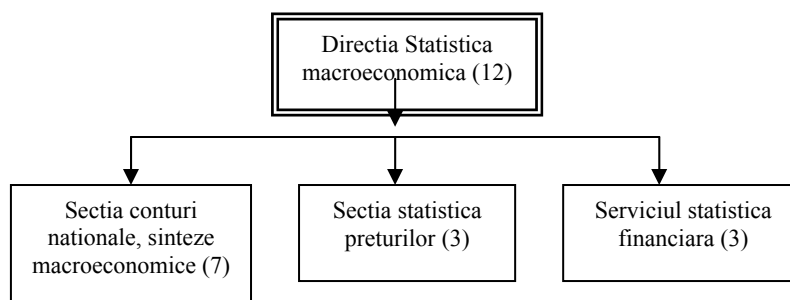 Directia Statistica
macroeconomica (12)
Sectia conturi
nationale, sinteze
macroeconomice (7)
Sectia statistica
preturilor (3)
Serviciul statistica
financiara (3)